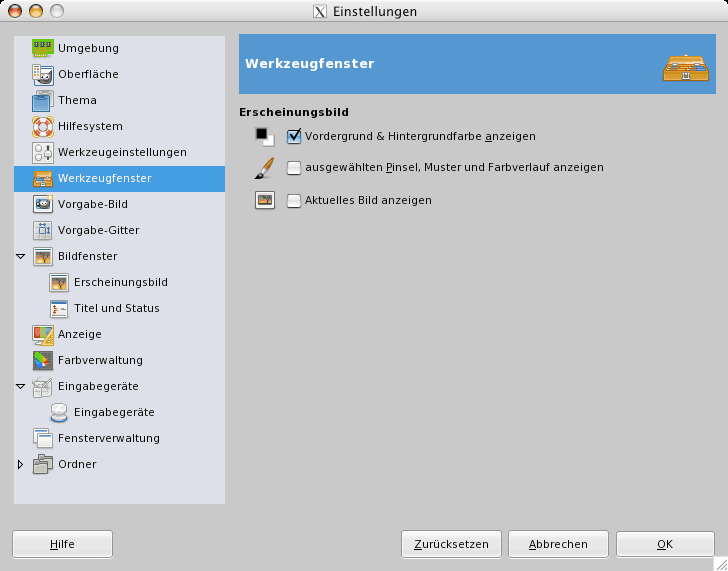 Einstellungen
Umgebung
Oberfläche
Thema
Hilfesystem
Werkzeugeinstellungen
Werkzeugfenster
Vorgabe-Bild
Vorgabe-Gitter
Bildfenster
Erscheinungsbild
Titel und Status
Anzeige
Farbverwaltung
Eingabegeräte
Eingabegeräte
Fensterverwaltung
Ordner
Werkzeugfenster
Erscheinungsbild
Vordergrund & Hintergrundfarbe anzeigen
ausgewählten Pinsel, Muster und Farbverlauf anzeigen
Aktuelles Bild anzeigen
Hilfe
Zurücksetzen
Abbrechen
OK